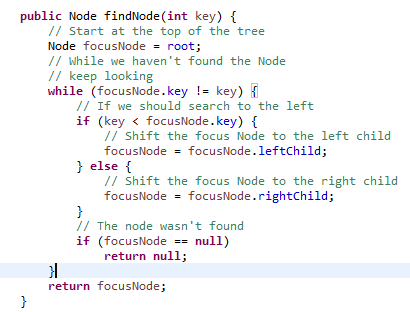 public Node findNode(int key) {
// Start at the top of the tree
Node focusNode = root;
// While we haven't found the Node
// keep looking
while (focusNode.key != key) {
// If we should search to the left
if (key < focusNode.key) {
// Shift the focus Node to the left child
focusNode = focusNode.leftChild;
} else {
// Shift the focus Node to the right child
focusNode = focusNode.rightChild;
}
// The node wasn't found
if (focusNode == null)
return null;
}
return focusNode;
}